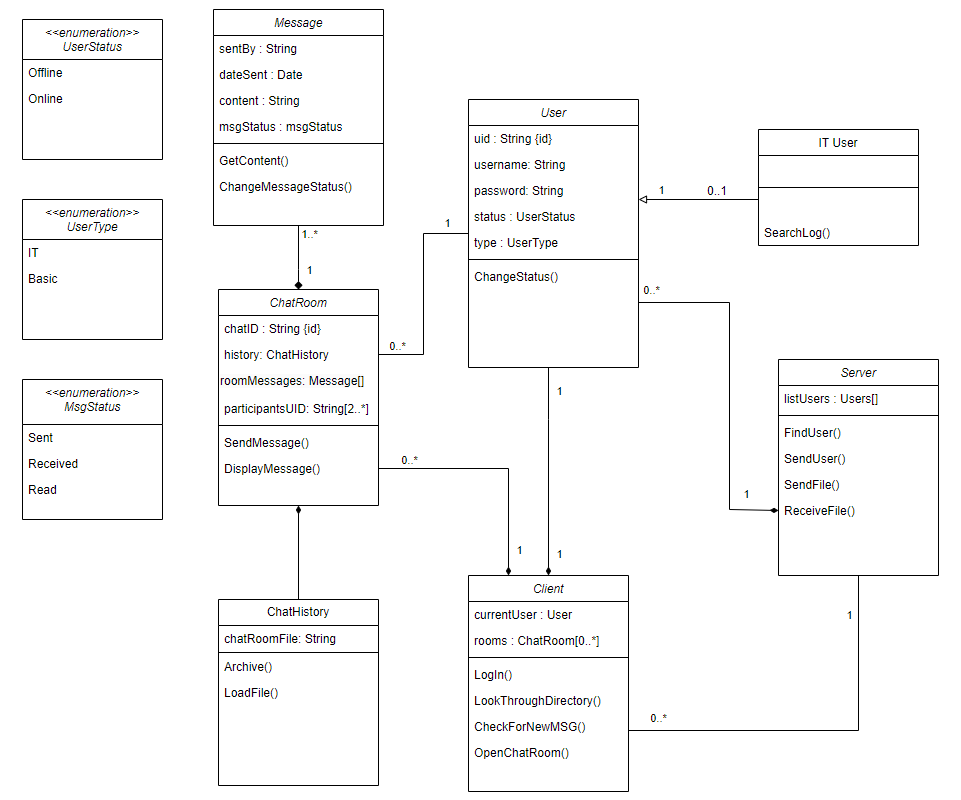 <<enumeration>>
UserStatus
Offline
Online
<<enumeration>>
UserType
IT
Basic
<<enumeration>>
MsgStatus
Sent
Received
Read
Message
sentBy : String
dateSent : Date
content : String
msgStatus : msgStatus
GetContent()
ChangeMessageStatus()
1..*
1
ChatRoom
chatID : String {id}
history: ChatHistory
roomMessages: Message[]
participantsUID: String[2..*]
SendMessage()
DisplayMessage()
ChatHistory
chatRoomFile: String
Archive()
LoadFile()
1
0..*
0..*
1
User
uid : String {id}
username: String
password: String
status : UserStatus
type : UserType
ChangeStatus()
1
0..1
IT User
SearchLog()
0..*
1
1
1
Client
currentUser : User
rooms : ChatRoom[0..*]
LogIn()
LookThroughDirectory()
CheckForNewMSG()
OpenChatRoom()
Server
listUsers : Users[]
FindUser()
SendUser()
SendFile()
ReceiveFile()
1
0..*